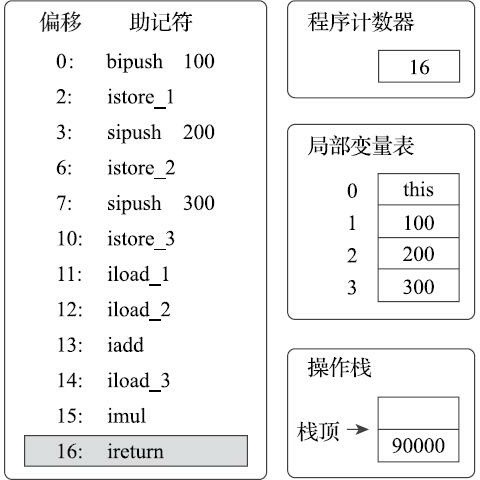 偏移 助记符
0: bipush 100
2: istore_1
3: sipush 200
6: istore_2
7: sipush 300
10: istore_3
11: iload_1
12: iload_2
13: iadd
14: iload_3
15: imul
16: ireturn
程序计数器
16
局部变量表
0 this
1 100
2 200
3 300
操作栈
栈顶
90000